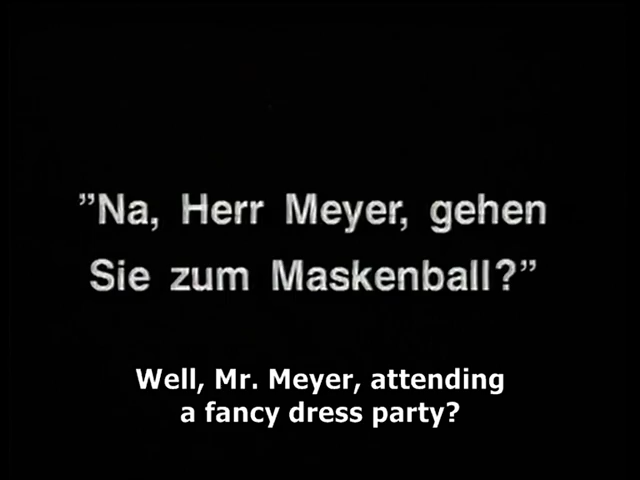 ”Na, Herr Meyer, gehen
Sie zum Maskenball?”
Well, Mr. Meyer, attending
a fancy dress party?